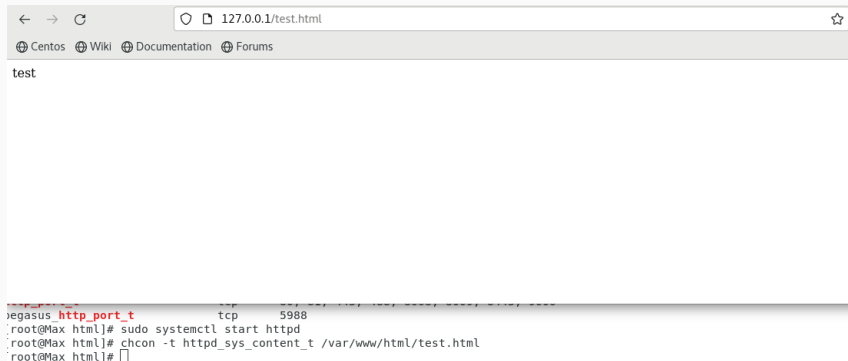 127.0.0.1/test.html
Centos Wiki Documentation Forums
test
pegasus_http_port_t tcp 5988
[root@Max html]# sudo systemctl start httpd
[root@Max html]# chcon -t httpd_sys_content_t /var/www/html/test.html
[root@Max html]#